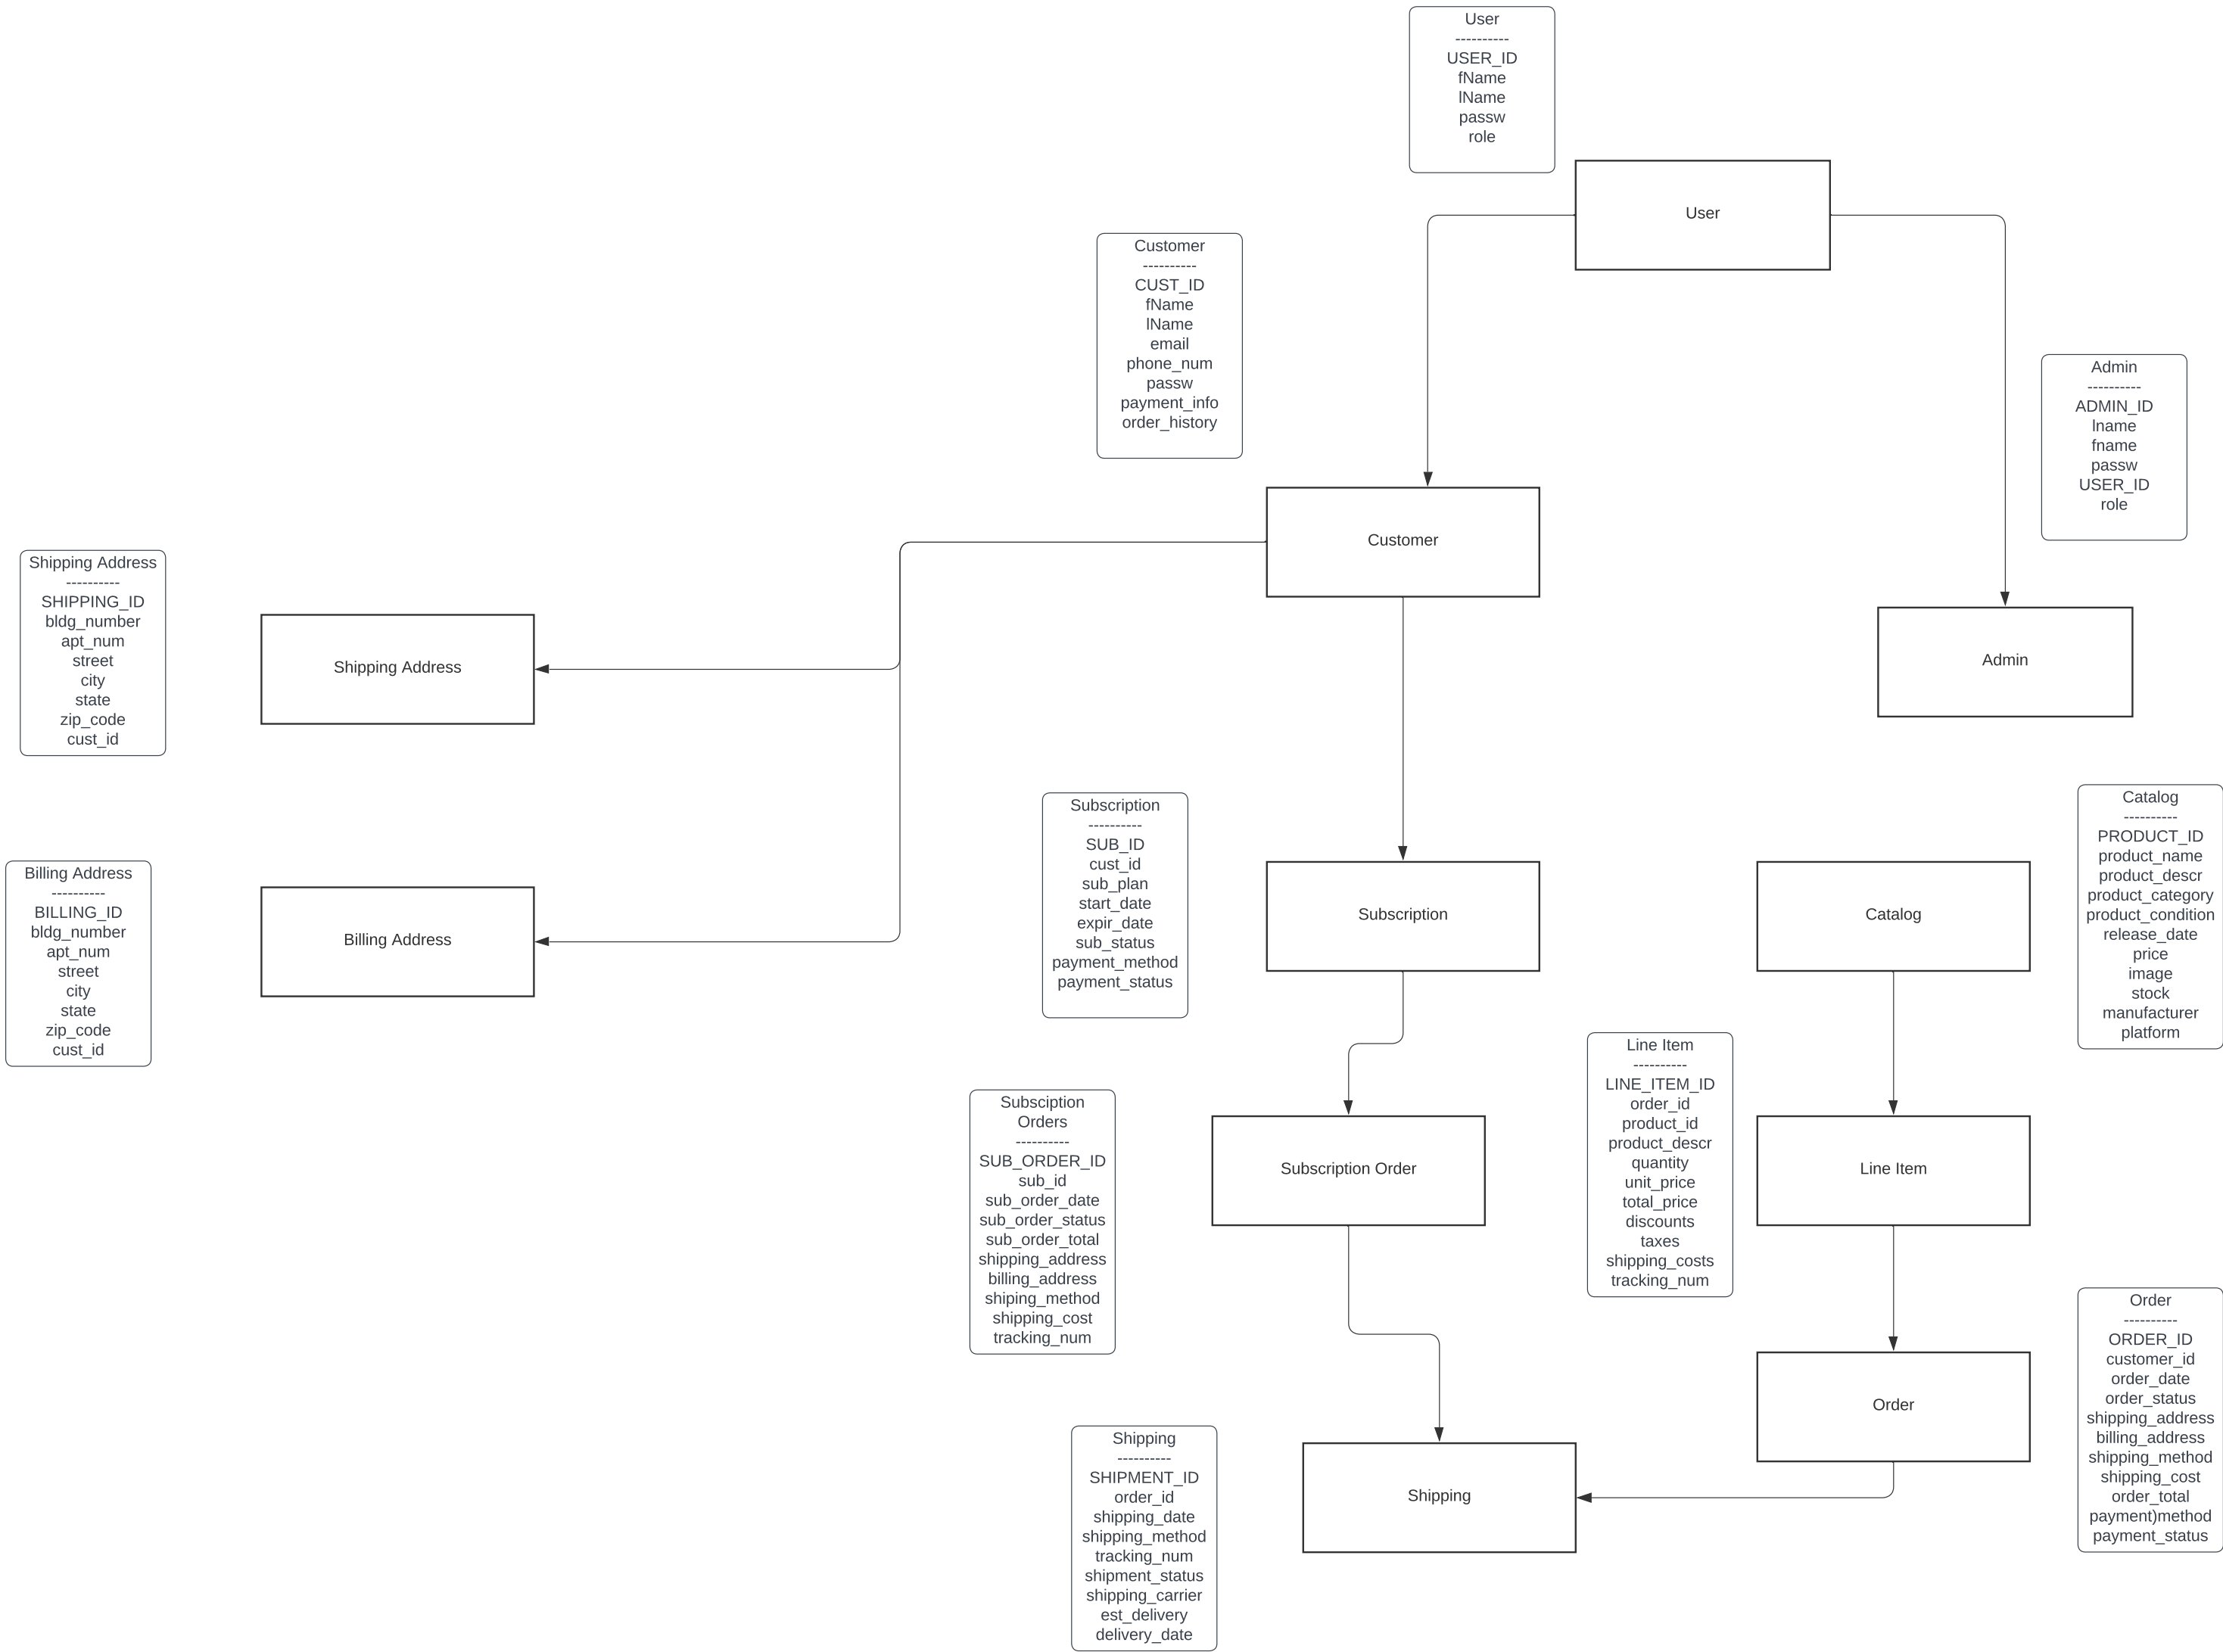 User
----------
USER_ID
fName
lName
passw
role
User
Customer
----------
CUST_ID
fName
lName
email
phone_num
passw
payment_info
order_history
Admin
----------
ADMIN_ID
lname
fname
passw
USER_ID
role
Customer
Shipping Address
----------
SHIPPING_ID
bldg_number
apt_num
street
city
state
zip_code
cust_id
Shipping Address
Admin
Subscription
----------
SUB_ID
cust_id
sub_plan
start_date
expir_date
sub_status
payment_method
payment_status
Catalog
----------
PRODUCT_ID
product_name
product_descr
product_category
product_condition
release_date
price
image
stock
manufacturer
platform
Billing Address
----------
BILLING_ID
bldg_number
apt_num
street
city
state
zip_code
cust_id
Billing Address
Subscription
Catalog
Line Item
----------
LINE_ITEM_ID
order_id
product_id
product_descr
quantity
unit_price
total_price
discounts
taxes
shipping_costs
tracking_num
Subsciption
Orders
----------
SUB_ORDER_ID
sub_id
sub_order_date
sub_order_status
sub_order_total
shipping_address
billing_address
shiping_method
shipping_cost
tracking_num
Subscription Order
Line Item
Order
----------
ORDER_ID
customer_id
order_date
order_status
shipping_address
billing_address
shipping_method
shipping_cost
order_total
payment)method
payment_status
Order
Shipping
----------
SHIPMENT_ID
order_id
shipping_date
shipping_method
tracking_num
shipment_status
shipping_carrier
est_delivery
delivery_date
Shipping